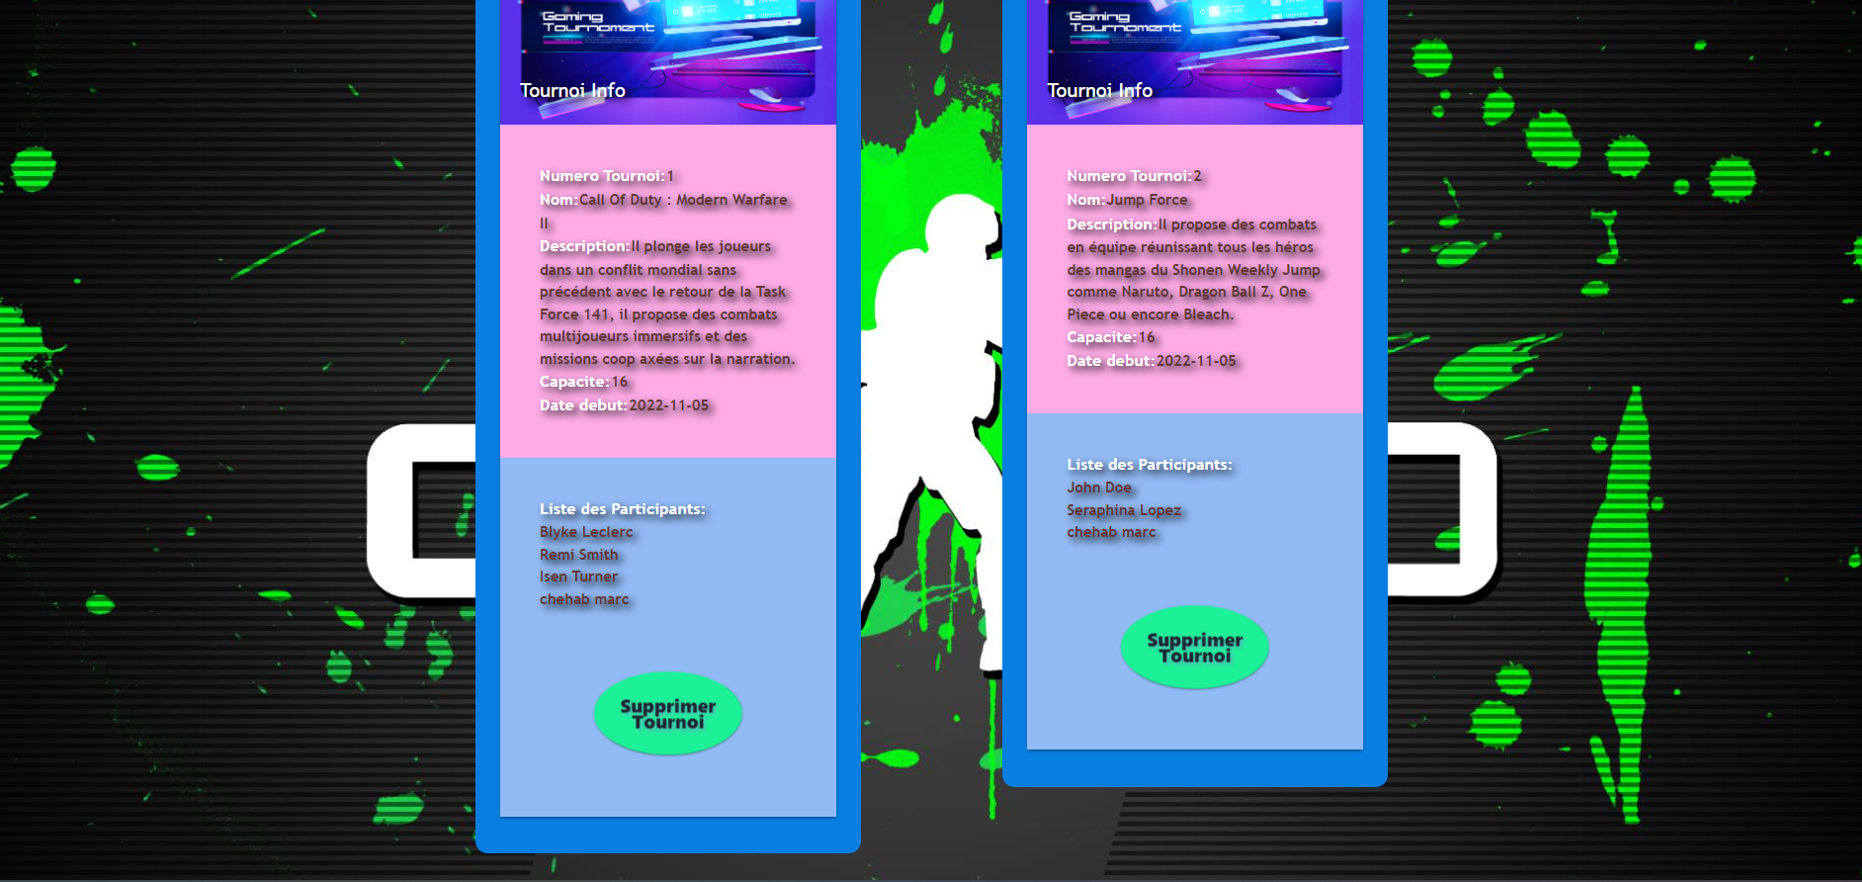 Gaming
Tournament
Tournoi Info
Numero Tournoi:1
Nom:Call Of Duty : Modern Warfare
II
Description:Il plonge les joueurs
dans un conflit mondial sans
précédent avec le retour de la Task
Force 141, il propose des combats
multijoueurs immersifs et des
missions coop axées sur la narration.
Capacite:16
Date debut:2022-11-05
Liste des Participants:
Blyke Leclerc
Remi Smith
Isen Turner
chehab marc
Supprimer
Tournoi
Gaming
Tournament
Tournoi Info
Numero Tournoi:2
Nom:Jump Force
Description:Il propose des combats
en équipe réunissant tous les héros
des mangas du Shonen Weekly Jump
comme Naruto, Dragon Ball Z, One
Piece ou encore Bleach.
Capacite:16
Date debut:2022-11-05
Liste des Participants:
John Doe
Seraphina Lopez
chehab marc
Supprimer
Tournoi